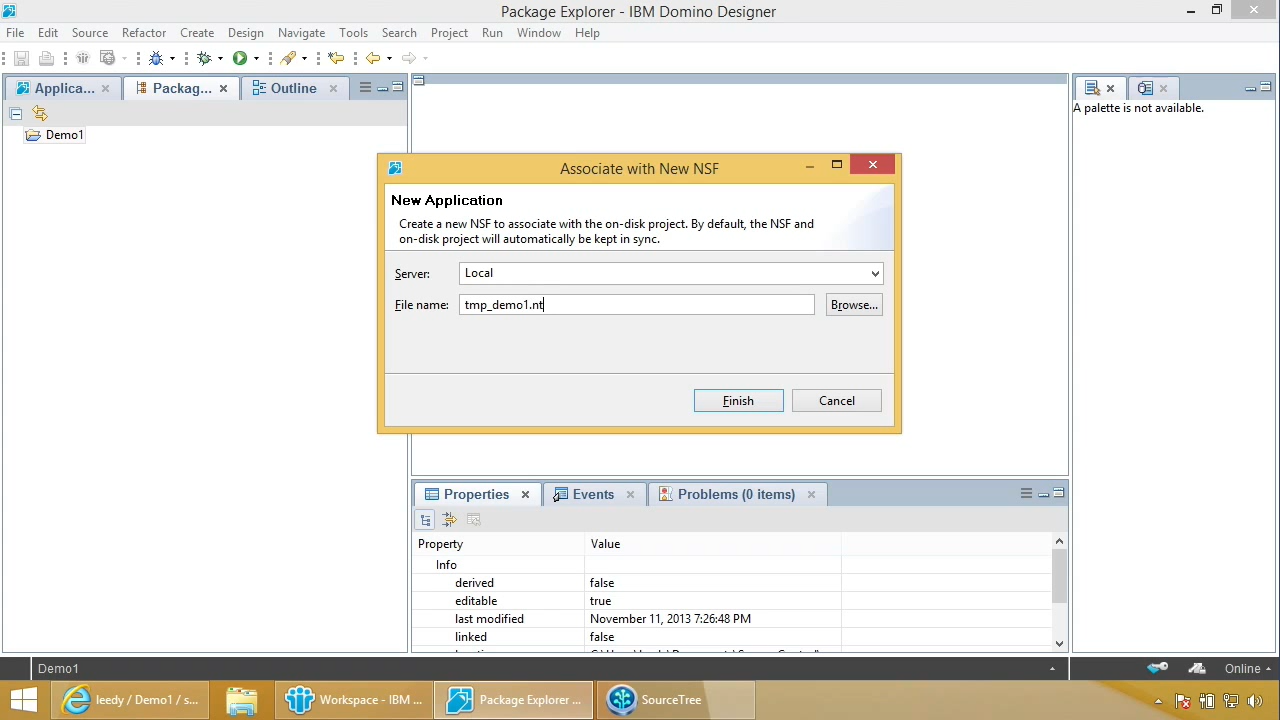 Package Explorer - IBM Domino Designer
File Edit Source Refactor Create Design Navigate Tools Search Project Run Window Help
Applica... Packag... Outline
Demo1
A palette is not available.
Associate with New NSF
New Application
Create a new NSF to associate with the on-disk project. By default, the NSF and
on-disk project will automatically be kept in sync.
Server: Local
File name: tmp_demo1.nt Browse...
Finish Cancel
Properties Events Problems (0 items)
Property Value
Info
derived false
editable true
last modified November 11, 2013 7:26:48 PM
linked false
Demo1 Online
leedy / Demo1 / s... Workspace - IBM ... Package Explorer ... SourceTree